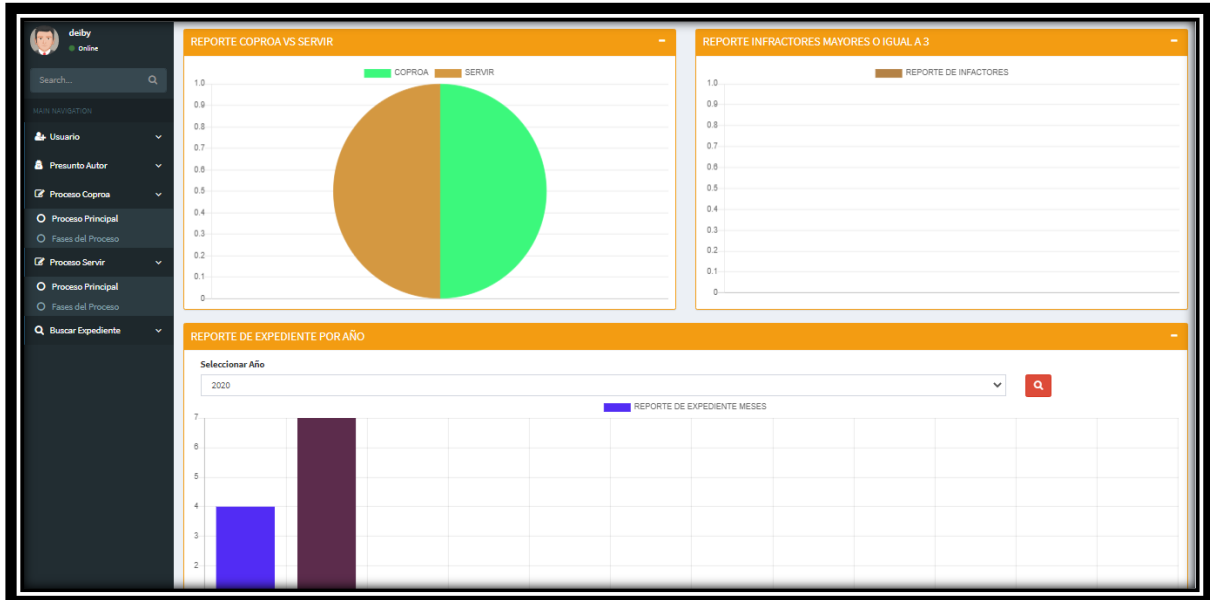 deiby
Online
Search...
MAIN NAVIGATION
Usuario
Presunto Autor
Proceso Coproa
Proceso Principal
Fases del Proceso
Proceso Servir
Proceso Principal
Fases del Proceso
Buscar Expediente
REPORTE COPROA VS SERVIR
COPROA SERVIR
1.0
0.9
0.8
0.7
0.6
0.5
0.4
0.3
0.2
0.1
0
REPORTE INFRACTORES MAYORES O IGUAL A 3
REPORTE DE INFACTORES
1.0
0.9
0.8
0.7
0.6
0.5
0.4
0.3
0.2
0.1
0
REPORTE DE EXPEDIENTE POR AÑO
Seleccionar Año
2020
REPORTE DE EXPEDIENTE MESES
7
6
5
4
3
2